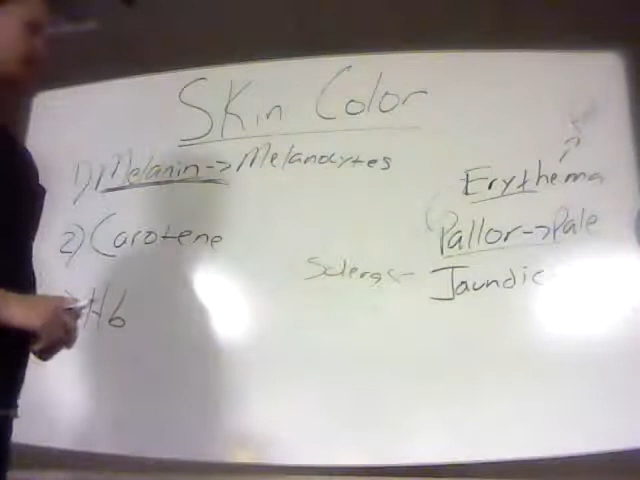 Skin Color
1) Melanin -> Melanocytes
2) Carotene
Hb
Erythema
Pallor -> Pale
Sclera <- Jaundic